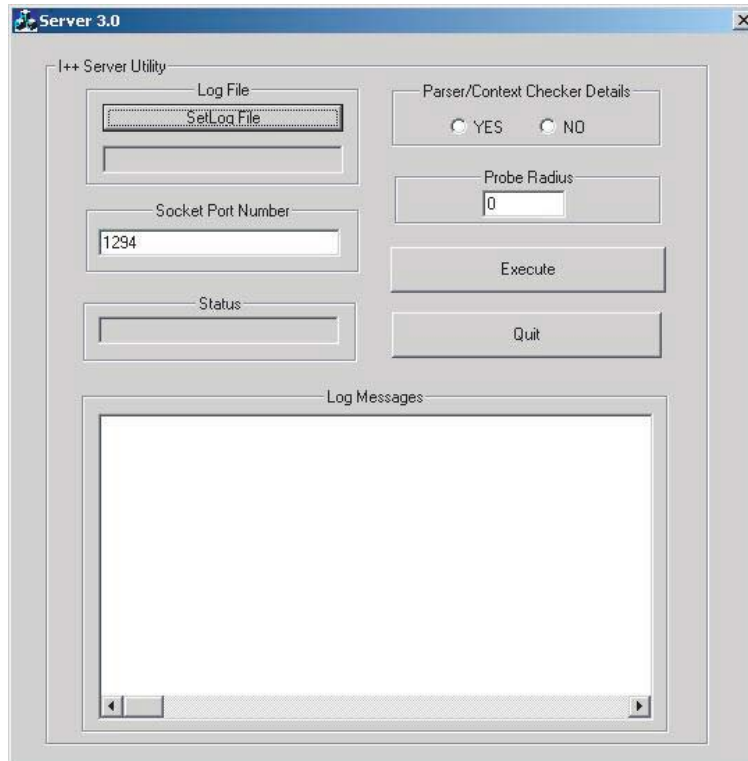 Server 3.0
I++ Server Utility
Log File
SetLog File
Parser/Context Checker Details
YES NO
Probe Radius
0
Socket Port Number
1294
Execute
Status
Quit
Log Messages